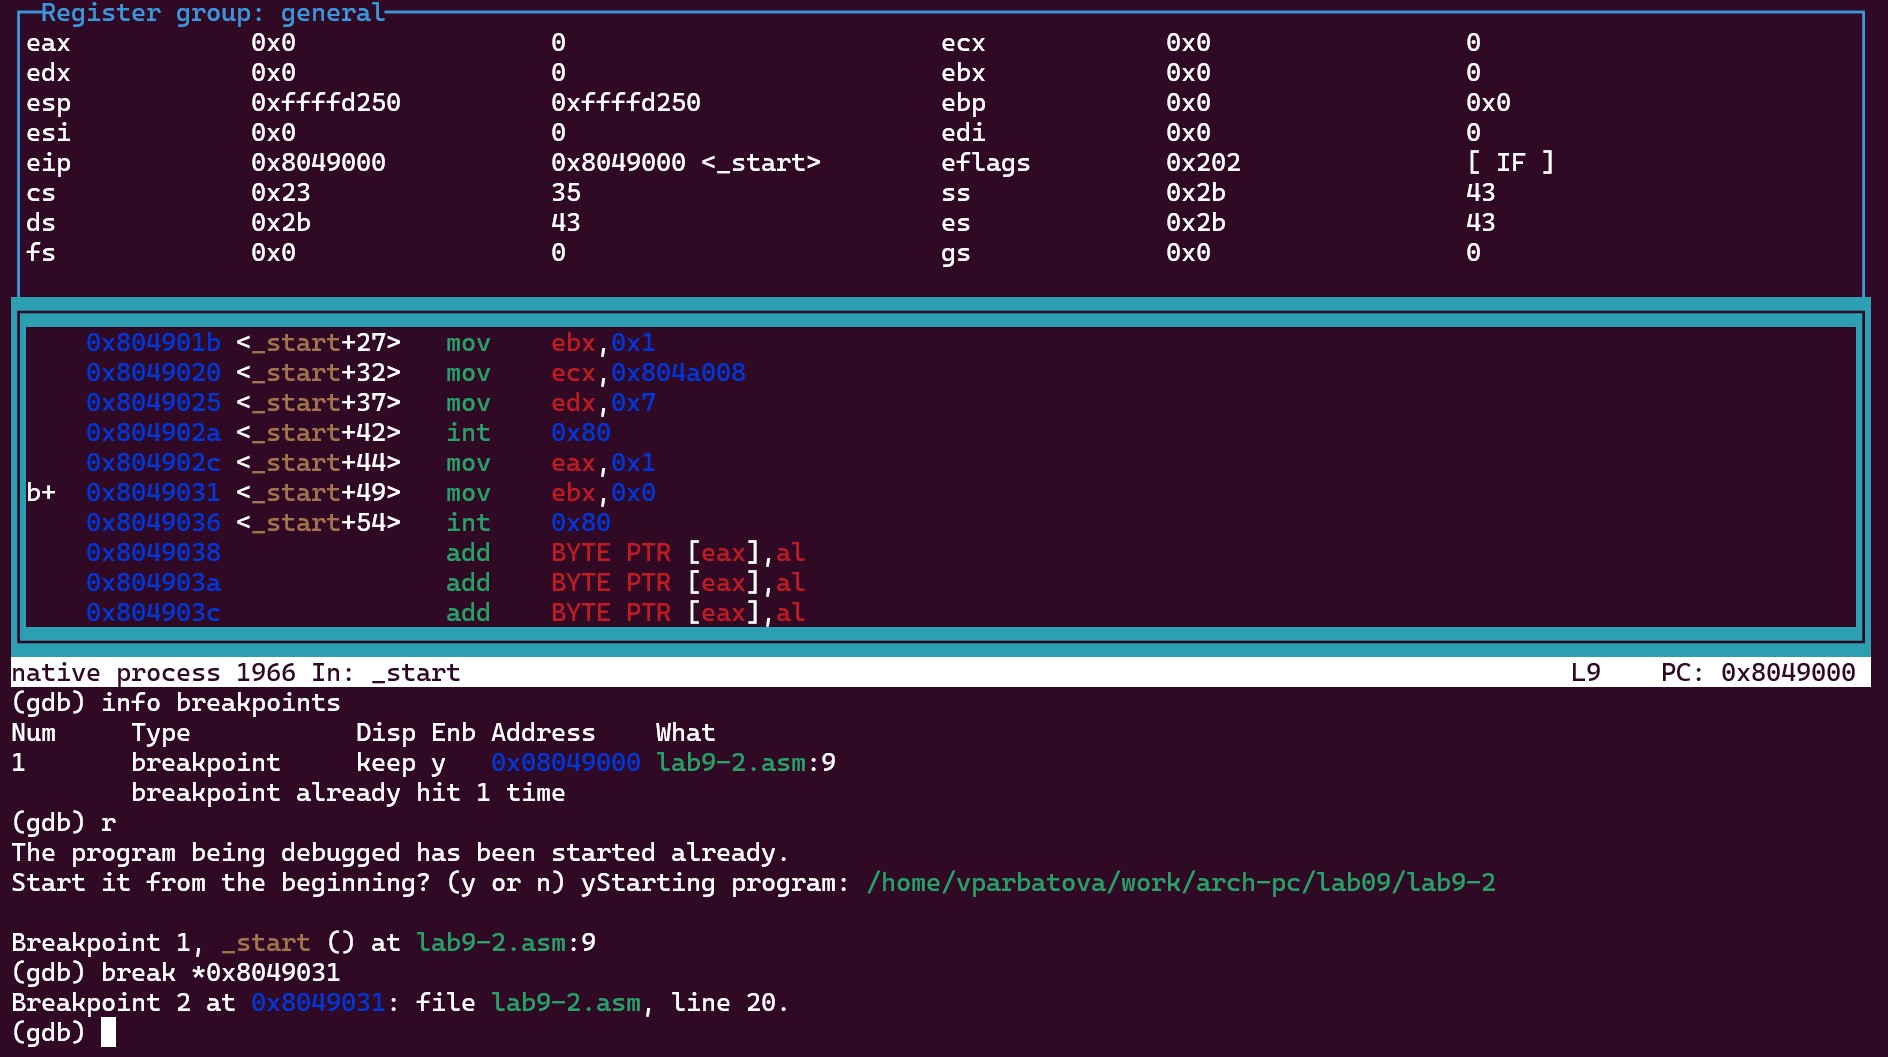 Register group: general
eax 0x0 0 ecx 0x0 0
edx 0x0 0 ebx 0x0 0
esp 0xffffd250 0xffffd250 ebp 0x0 0x0
esi 0x0 0 edi 0x0 0
eip 0x8049000 0x8049000 <_start> eflags 0x202 [ IF ]
cs 0x23 35 ss 0x2b 43
ds 0x2b 43 es 0x2b 43
fs 0x0 0 gs 0x0 0
0x804901b <_start+27> mov ebx,0x1
0x8049020 <_start+32> mov ecx,0x804a008
0x8049025 <_start+37> mov edx,0x7
0x804902a <_start+42> int 0x80
0x804902c <_start+44> mov eax,0x1
b+ 0x8049031 <_start+49> mov ebx,0x0
0x8049036 <_start+54> int 0x80
0x8049038 add BYTE PTR [eax],al
0x804903a add BYTE PTR [eax],al
0x804903c add BYTE PTR [eax],al
native process 1966 In: _start L9 PC: 0x8049000
(gdb) info breakpoints
Num Type Disp Enb Address What
1 breakpoint keep y 0x08049000 lab9-2.asm:9
breakpoint already hit 1 time
(gdb) r
The program being debugged has been started already.
Start it from the beginning? (y or n) yStarting program: /home/vparbatova/work/arch-pc/lab09/lab9-2
Breakpoint 1, _start () at lab9-2.asm:9
(gdb) break *0x8049031
Breakpoint 2 at 0x8049031: file lab9-2.asm, line 20.
(gdb)